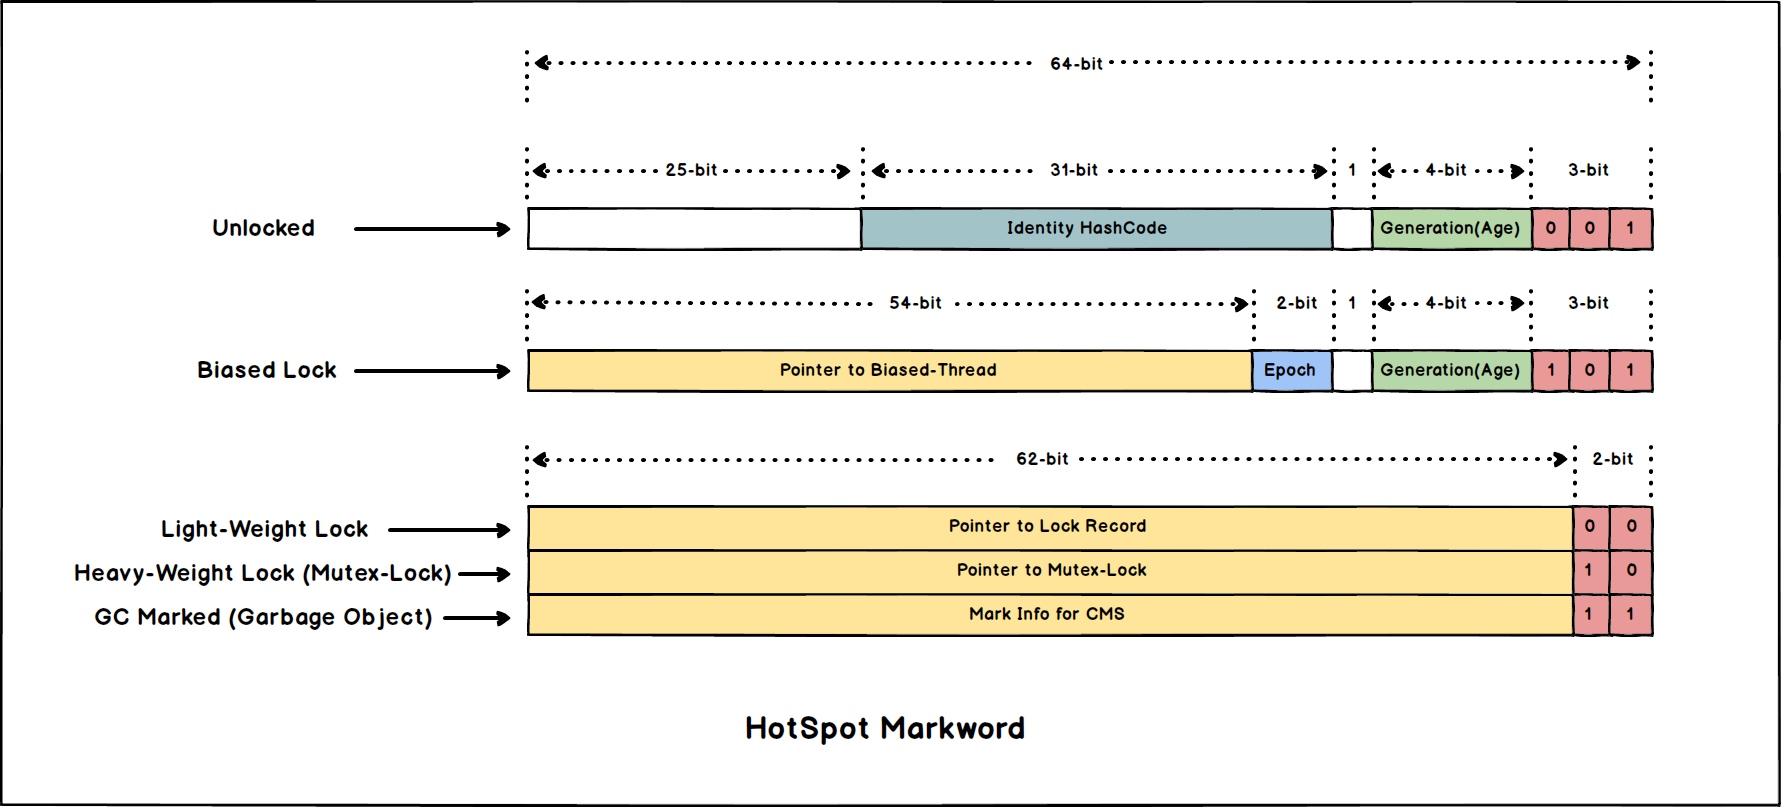 64-bit
25-bit 31-bit 1 4-bit 3-bit
Unlocked Identity HashCode Generation(Age) 0 0 1
54-bit 2-bit 1 4-bit 3-bit
Biased Lock Pointer to Biased-Thread Epoch Generation(Age) 1 0 1
62-bit 2-bit
Light-Weight Lock Pointer to Lock Record 0 0
Heavy-Weight Lock (Mutex-Lock) Pointer to Mutex-Lock 1 0
GC Marked (Garbage Object) Mark Info for CMS 1 1
HotSpot Markword